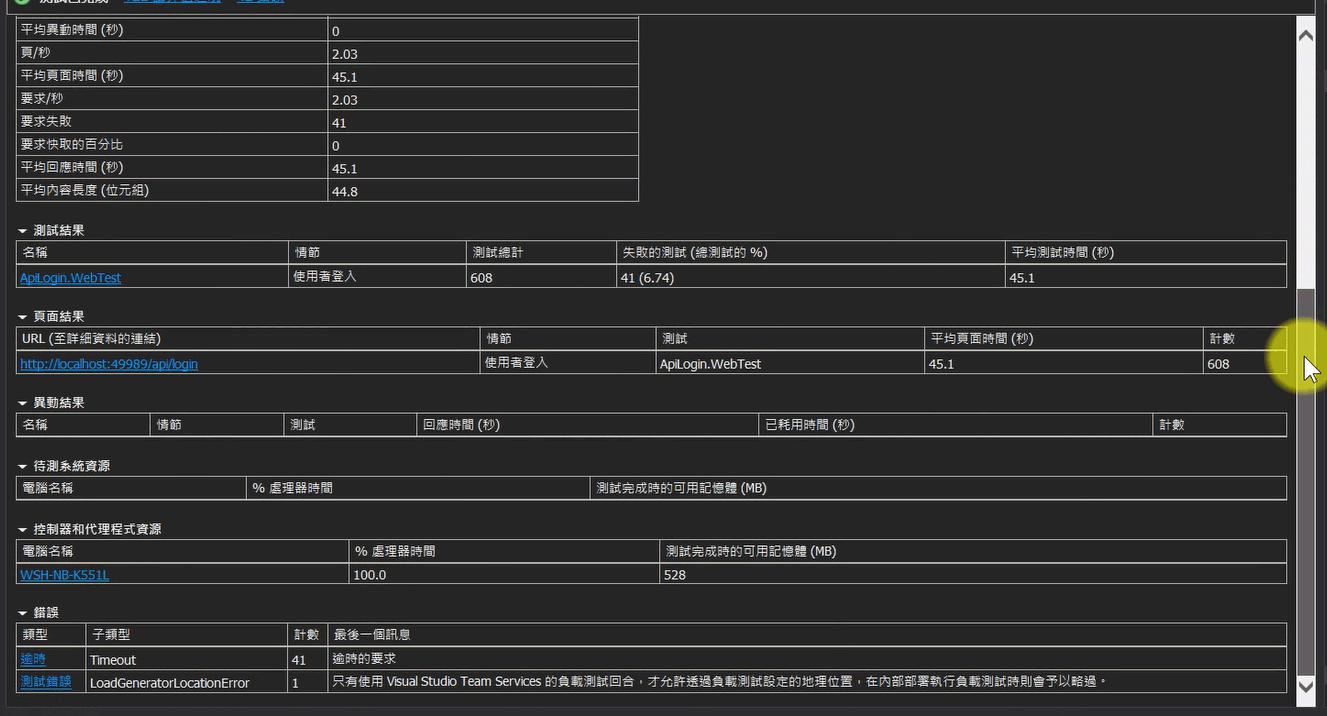 平均異動時間 (秒) 0
頁/秒 2.03
平均頁面時間 (秒) 45.1
要求/秒 2.03
要求失敗 41
要求快取的百分比 0
平均回應時間 (秒) 45.1
平均內容長度 (位元組) 44.8
測試結果
名稱 情節 測試總計 失敗的測試 (總測試的 %) 平均測試時間 (秒)
ApiLogin.WebTest 使用者登入 608 41 (6.74) 45.1
頁面結果
URL (至詳細資料的連結) 情節 測試 平均頁面時間 (秒) 計數
http://localhost:49989/api/login 使用者登入 ApiLogin.WebTest 45.1 608
異動結果
名稱 情節 測試 回應時間 (秒) 已耗用時間 (秒) 計數
待測系統資源
電腦名稱 % 處理器時間 測試完成時的可用記憶體 (MB)
控制器和代理程式資源
電腦名稱 % 處理器時間 測試完成時的可用記憶體 (MB)
WSH-NB-K551L 100.0 528
錯誤
類型 子類型 計數 最後一個訊息
逾時 Timeout 41 逾時的要求
測試錯誤 LoadGeneratorLocationError 1 只有使用 Visual Studio Team Services 的負載測試回合，才允許透過負載測試設定的地理位置，在內部部署執行負載測試時則會予以略過。